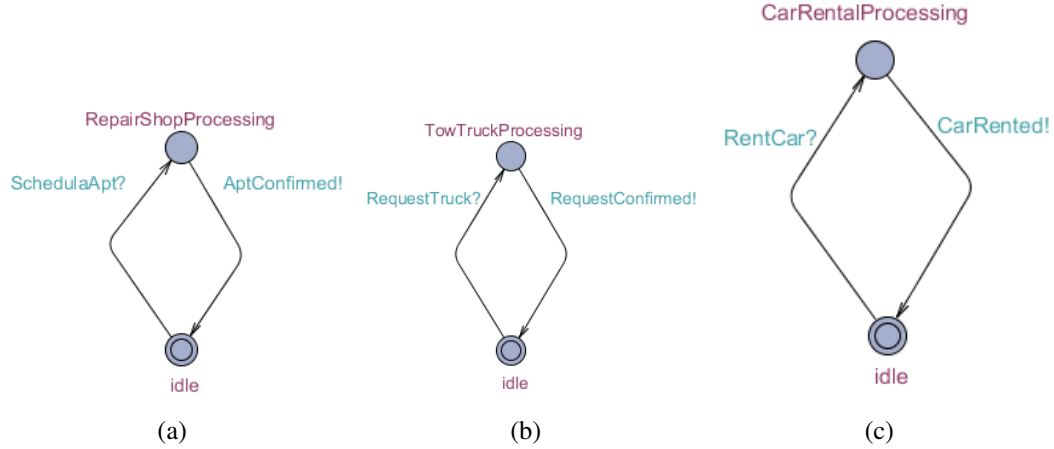 RepairShopProcessing
SchedulaApt?
AptConfirmed!
idle
(a)
TowTruckProcessing
RequestTruck?
RequestConfirmed!
idle
(b)
CarRentalProcessing
RentCar?
CarRented!
idle
(c)